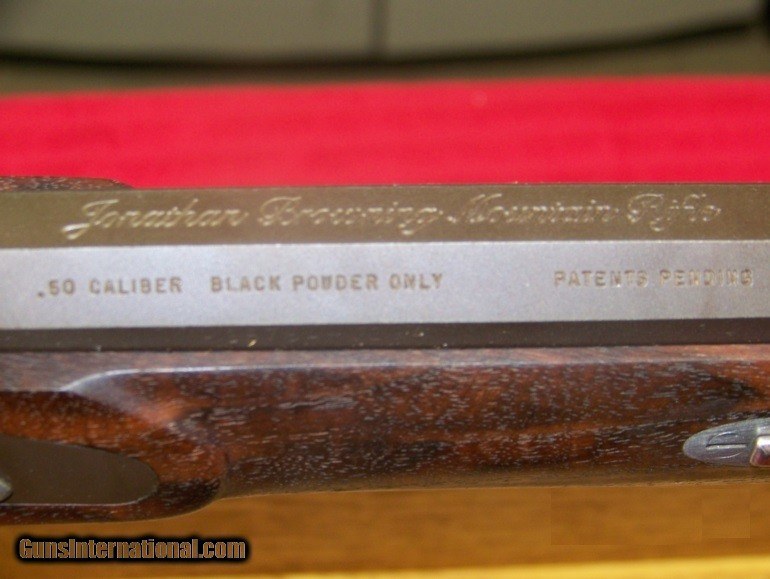 Jonathan Browning Mountain Rifle
.50 CALIBER BLACK POWDER ONLY PATENTS PENDING
GunsInternational.com